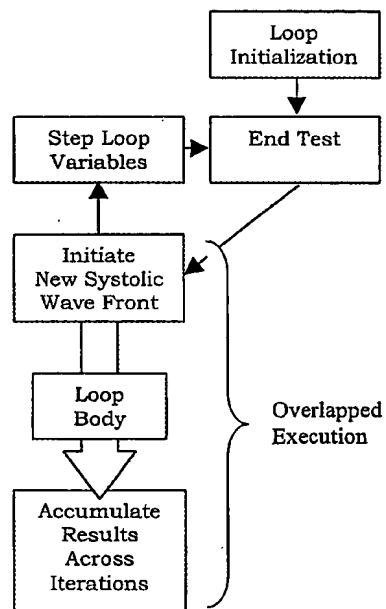 Loop
Initialization
Step Loop
Variables
End Test
Initiate
New Systolic
Wave Front
Loop
Body
Overlapped
Execution
Accumulate
Results
Across
Iterations